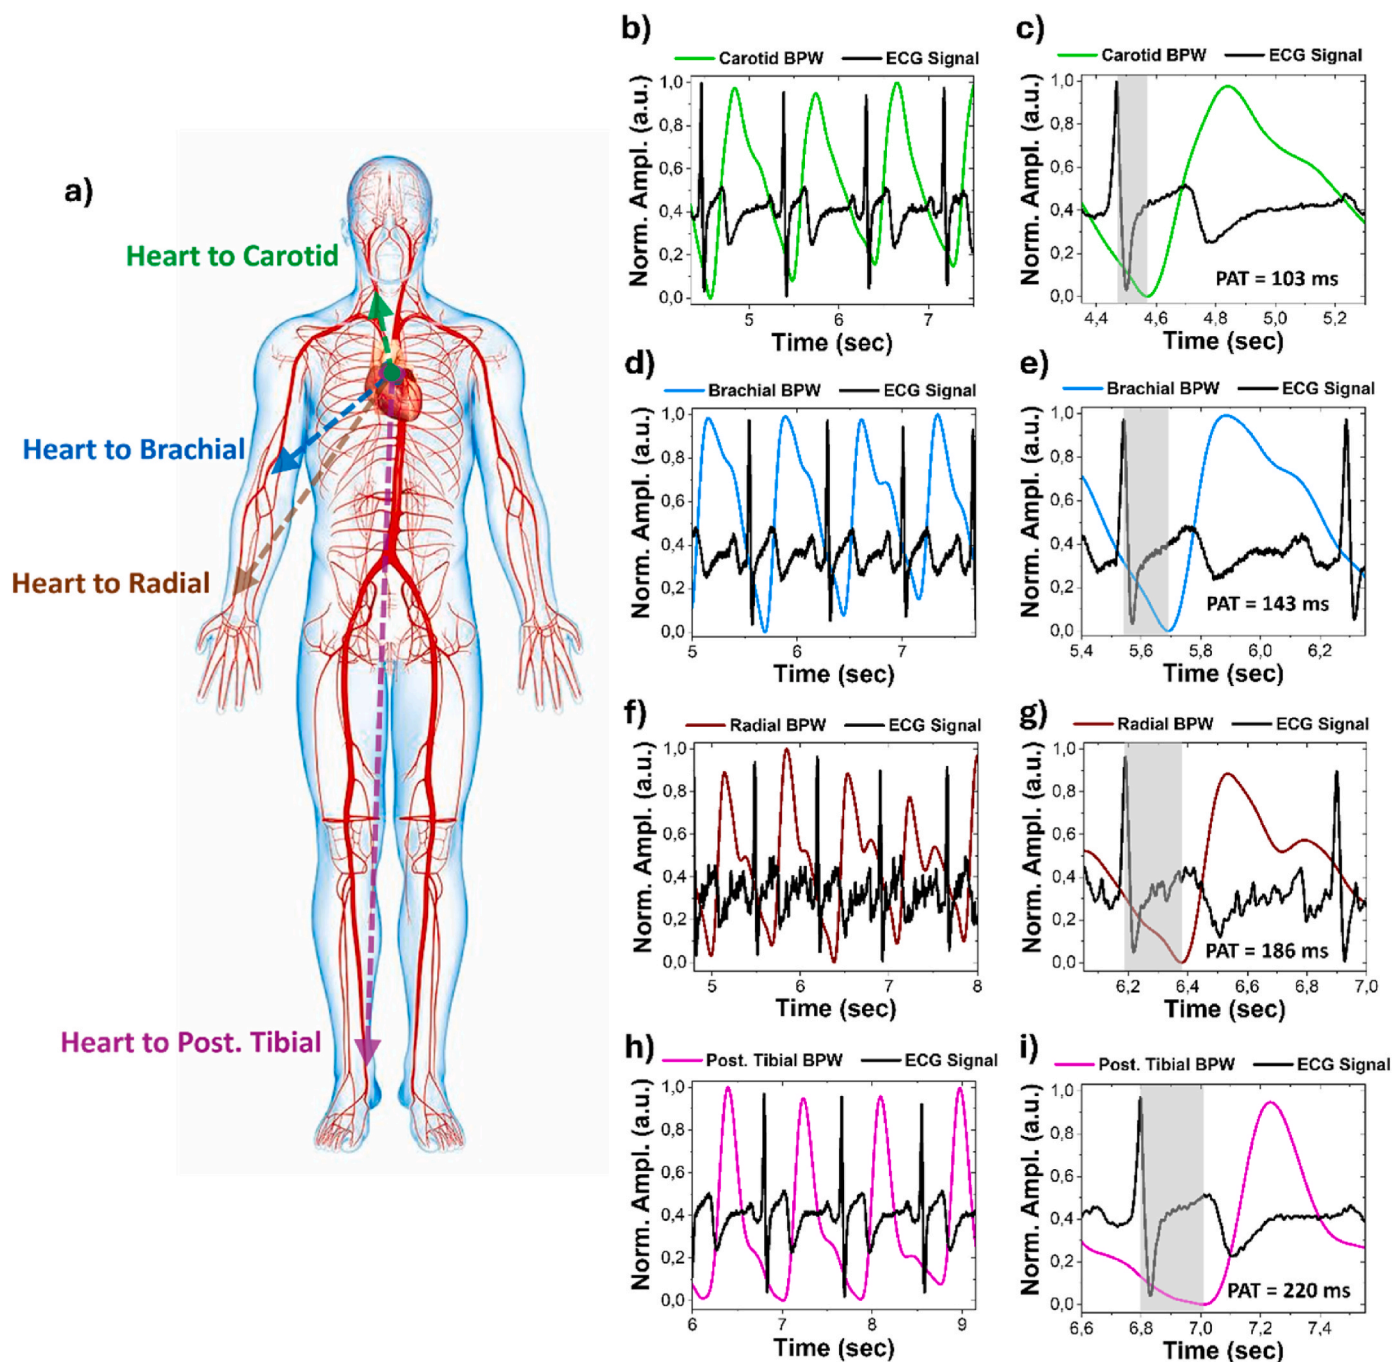 a)
Heart to Carotid
Heart to Brachial
Heart to Radial
Heart to Post. Tibial
b)
Carotid BPW ECG Signal
Norm. Ampl. (a.u.)
1,0
0,8
0,6
0,4
0,2
0,0
5 6 7
Time (sec)
c)
Carotid BPW ECG Signal
Norm. Ampl. (a.u.)
1,0
0,8
0,6
0,4
0,2
0,0
PAT = 103 ms
4,4 4,6 4,8 5,0 5,2
Time (sec)
d)
Brachial BPW ECG Signal
Norm. Ampl. (a.u.)
1,0
0,8
0,6
0,4
0,2
0,0
5 6 7
Time (sec)
e)
Brachial BPW ECG Signal
Norm. Ampl. (a.u.)
1,0
0,8
0,6
0,4
0,2
0,0
PAT = 143 ms
5,4 5,6 5,8 6,0 6,2
Time (sec)
f)
Radial BPW ECG Signal
Norm. Ampl. (a.u.)
1,0
0,8
0,6
0,4
0,2
0,0
5 6 7 8
Time (sec)
g)
Radial BPW ECG Signal
Norm. Ampl. (a.u.)
1,0
0,8
0,6
0,4
0,2
0,0
PAT = 186 ms
6,2 6,4 6,6 6,8 7,0
Time (sec)
h)
Post. Tibial BPW ECG Signal
Norm. Ampl. (a.u.)
1,0
0,8
0,6
0,4
0,2
0,0
6 7 8 9
Time (sec)
i)
Post. Tibial BPW ECG Signal
Norm. Ampl. (a.u.)
1,0
0,8
0,6
0,4
0,2
0,0
PAT = 220 ms
6,6 6,8 7,0 7,2 7,4
Time (sec)